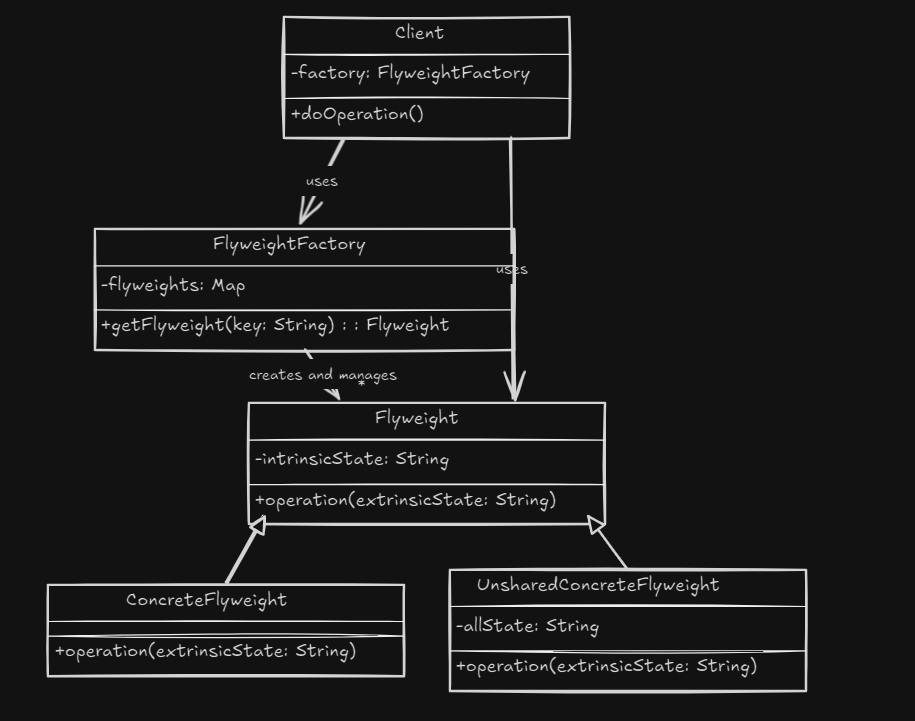 Client
-factory: FlyweightFactory
+doOperation()
uses
FlyweightFactory
uses
-flyweights: Map
+getFlyweight(key: String) : : Flyweight
creates and manages
*
Flyweight
-intrinsicState: String
+operation(extrinsicState: String)
ConcreteFlyweight
+operation(extrinsicState: String)
UnsharedConcreteFlyweight
-allState: String
+operation(extrinsicState: String)